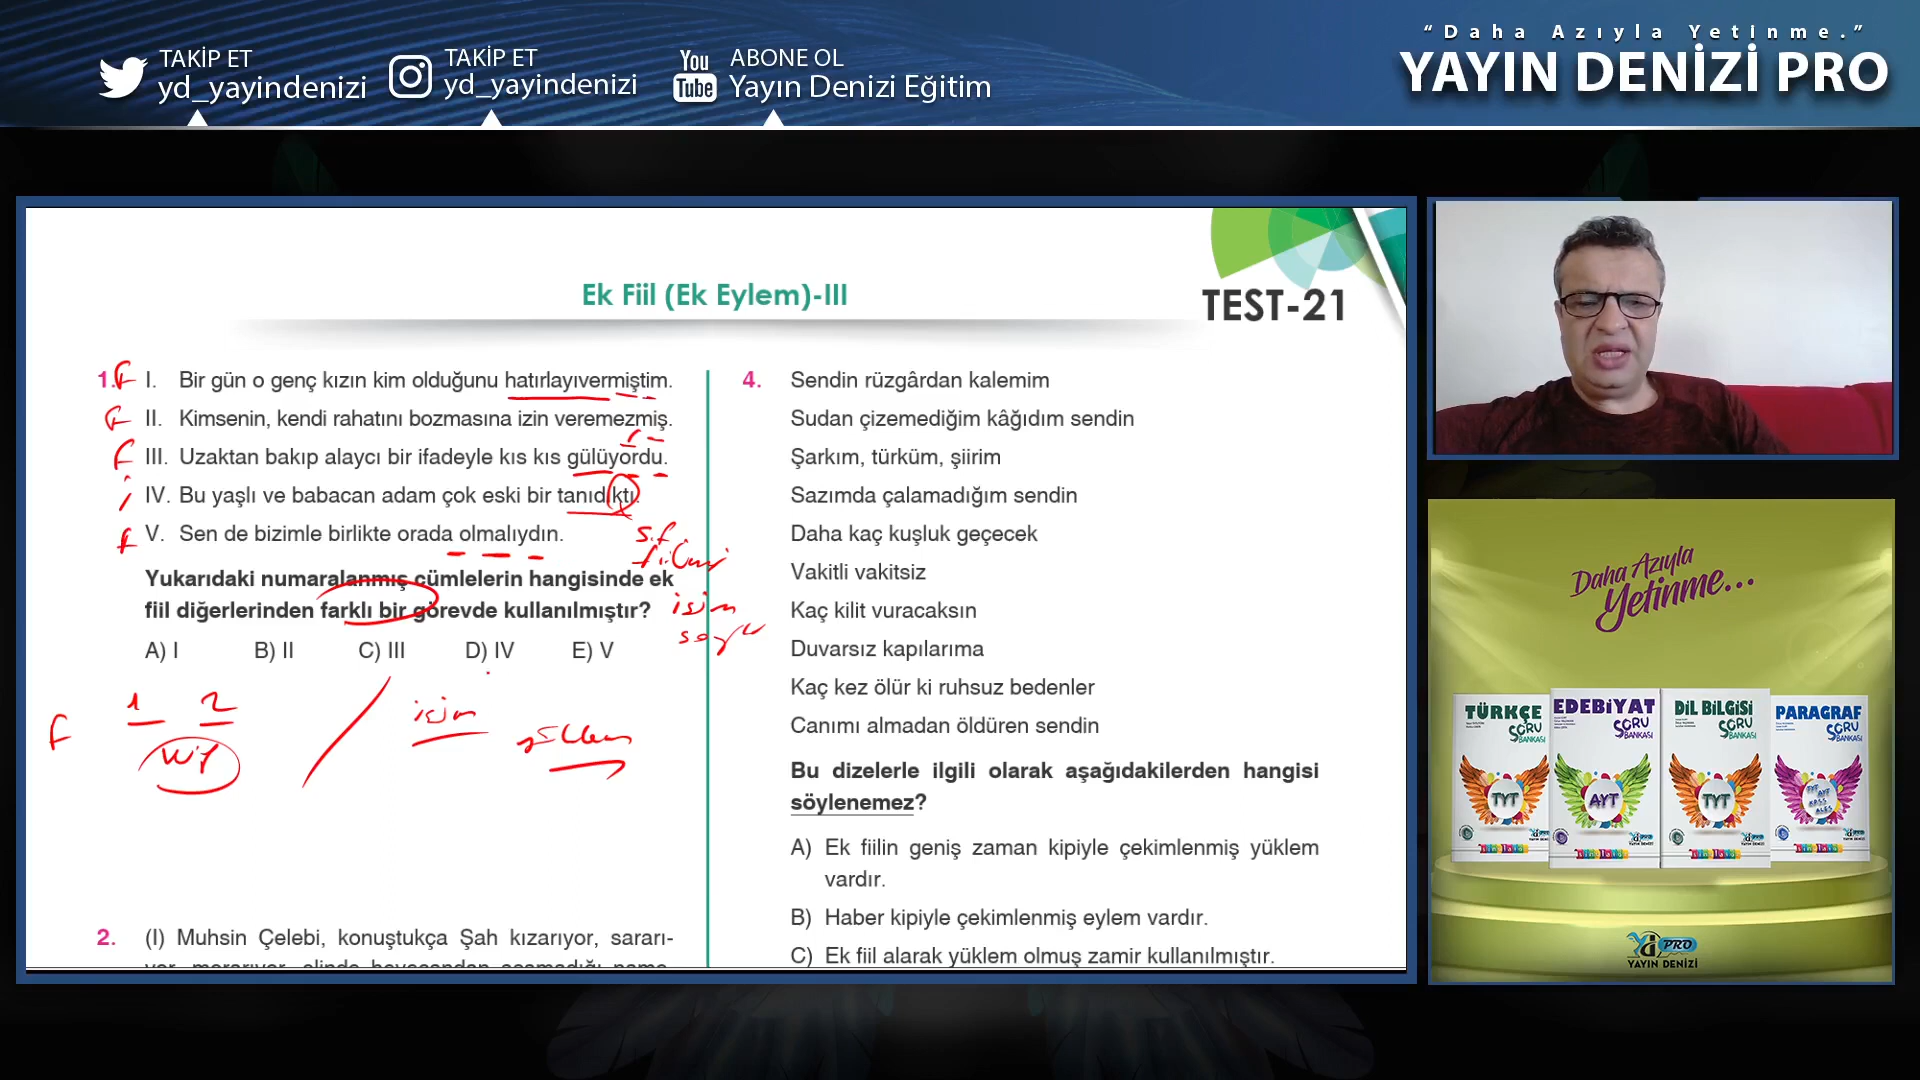 “Daha Azıyla Yetinme.”
YAYIN DENİZİ PRO
TAKİP ET
yd_yayindenizi
TAKİP ET
yd_yayindenizi
You Tube
ABONE OL
Yayın Denizi Eğitim
Ek Fiil (Ek Eylem)-III
TEST-21
1. I. Bir gün o genç kızın kim olduğunu hatırlayıvermiştim.
II. Kimsenin, kendi rahatını bozmasına izin veremezmiş.
III. Uzaktan bakıp alaycı bir ifadeyle kıs kıs gülüyordu.
IV. Bu yaşlı ve babacan adam çok eski bir tanıdıktı.
V. Sen de bizimle birlikte orada olmalıydın.
Yukarıdaki numaralanmış cümlelerin hangisinde ek
fiil diğerlerinden farklı bir görevde kullanılmıştır?
A) I B) II C) III D) IV E) V
f
f
f
i
f
s.f
isim
1 2
f
isim
2. (I) Muhsin Çelebi, konuştukça Şah kızarıyor, sararı-
4. Sendin rüzgârdan kalemim
Sudan çizemediğim kâğıdım sendin
Şarkım, türküm, şiirim
Sazımda çalamadığım sendin
Daha kaç kuşluk geçecek
Vakitli vakitsiz
Kaç kilit vuracaksın
Duvarsız kapılarıma
Kaç kez ölür ki ruhsuz bedenler
Canımı almadan öldüren sendin
Bu dizelerle ilgili olarak aşağıdakilerden hangisi
söylenemez?
A) Ek fiilin geniş zaman kipiyle çekimlenmiş yüklem
vardır.
B) Haber kipiyle çekimlenmiş eylem vardır.
C) Ek fiil alarak yüklem olmuş zamir kullanılmıştır.
Daha Azıyla
Yetinme...
TÜRKÇE
SORU
BANKASI
TYT
EDEBİYAT
SORU
BANKASI
AYT
DİL BİLGİSİ
SORU
BANKASI
TYT
PARAGRAF
SORU
BANKASI
PRO
YAYIN DENİZİ